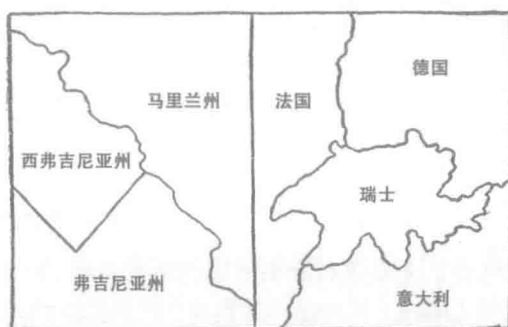 马里兰州
西弗吉尼亚州
弗吉尼亚州
法国
德国
瑞士
意大利